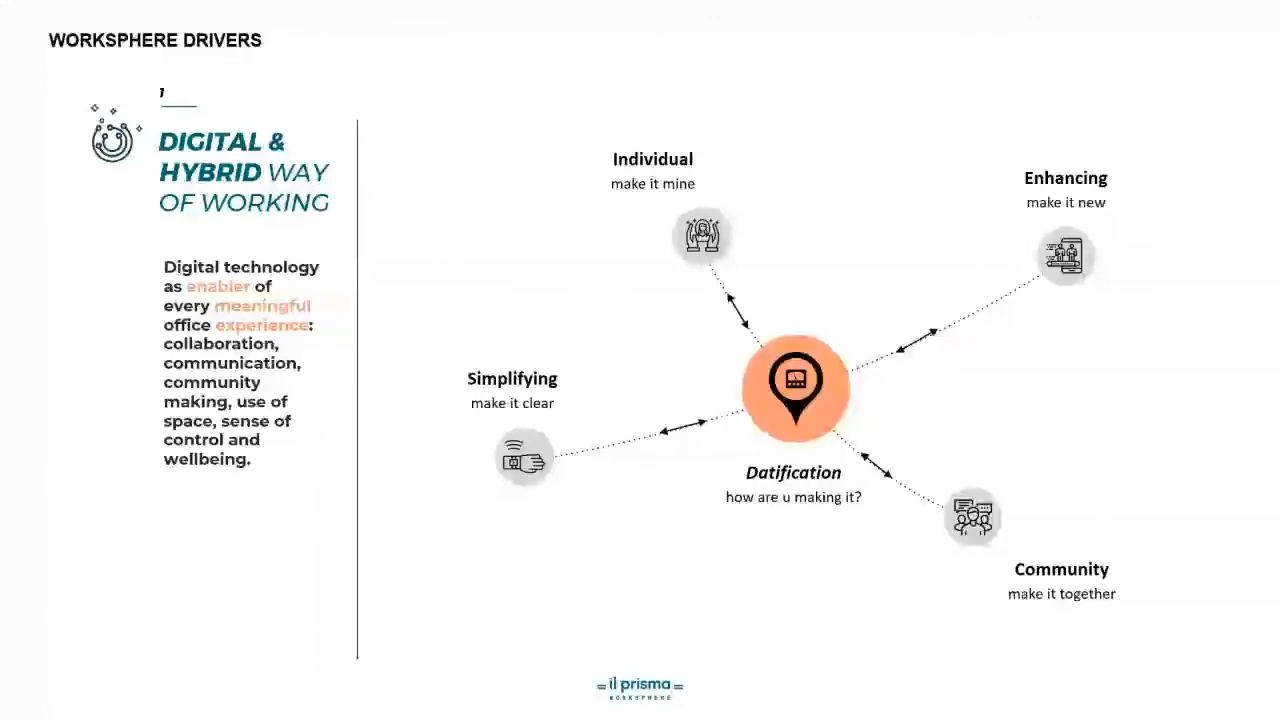 WORKSPHERE DRIVERS
1
DIGITAL &
HYBRID WAY
OF WORKING
Digital technology
as enabler of
every meaningful
office experience:
collaboration,
communication,
community
making, use of
space, sense of
control and
wellbeing.
Individual
make it mine
Enhancing
make it new
Simplifying
make it clear
Datification
how are u making it?
Community
make it together
il prisma
WORKSPHERE